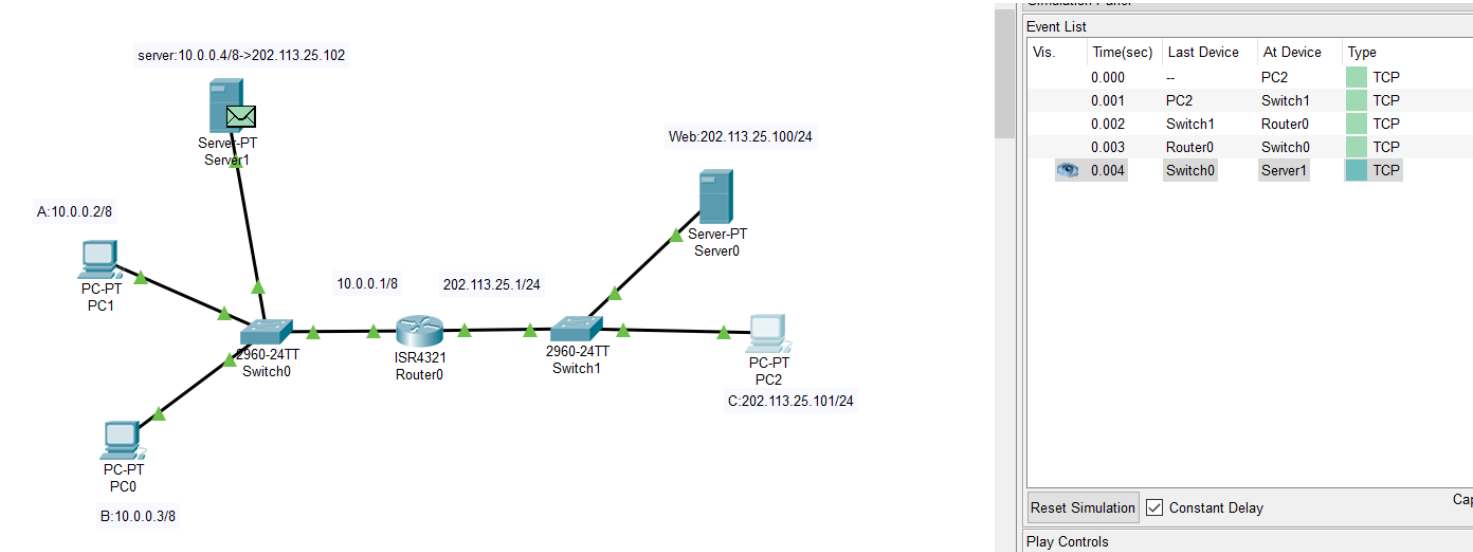 server:10.0.0.4/8->202.113.25.102
Server-PT
Server1
Web:202.113.25.100/24
Server-PT
Server0
A:10.0.0.2/8
PC-PT
PC1
10.0.0.1/8
202.113.25.1/24
2960-24TT
Switch0
ISR4321
Router0
2960-24TT
Switch1
PC-PT
PC2
C:202.113.25.101/24
PC-PT
PC0
B:10.0.0.3/8
Simulation Panel
Event List
Vis. Time(sec) Last Device At Device Type
0.000 -- PC2 TCP
0.001 PC2 Switch1 TCP
0.002 Switch1 Router0 TCP
0.003 Router0 Switch0 TCP
0.004 Switch0 Server1 TCP
Reset Simulation Constant Delay
Play Controls